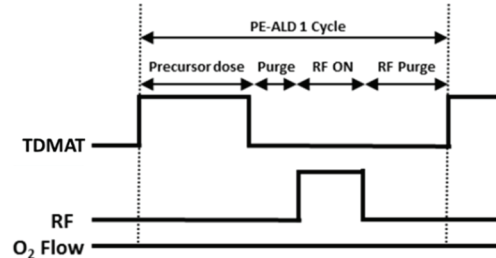 PE-ALD 1 Cycle
Precursor dose Purge RF ON RF Purge
TDMAT
RF
O₂ Flow